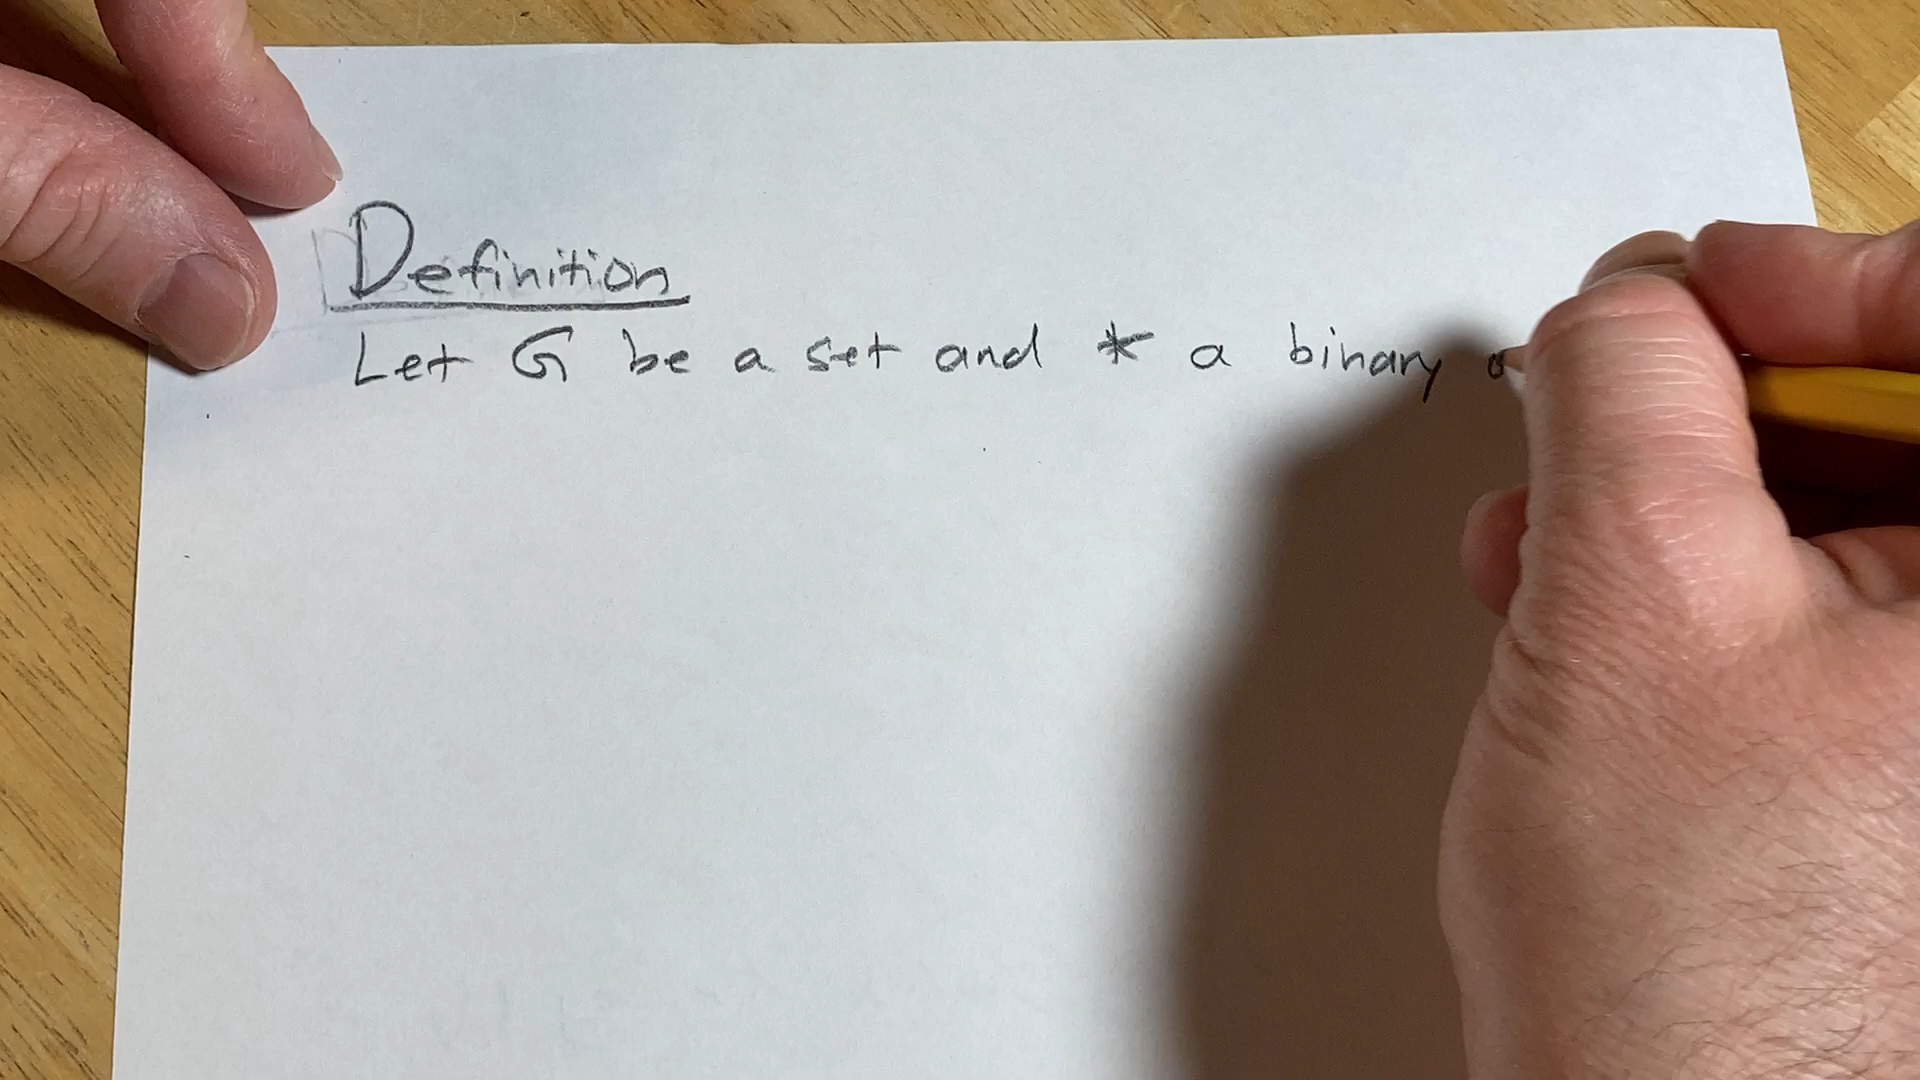 Definition
Let G be a set and * a binary